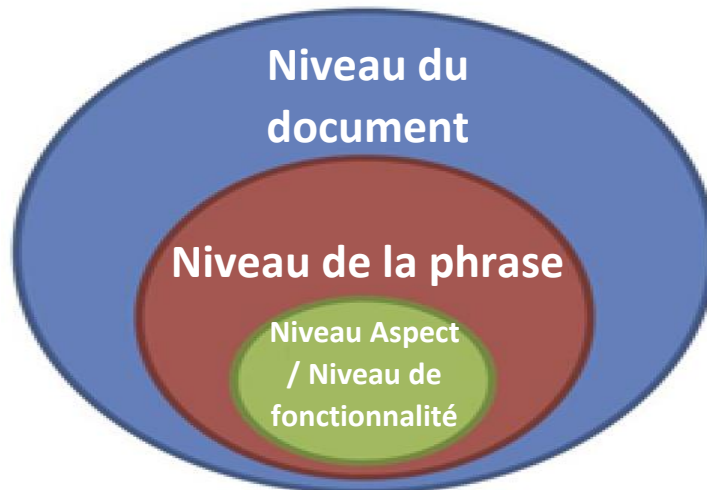 Niveau du
document
Niveau de la phrase
Niveau Aspect
/ Niveau de
fonctionnalité